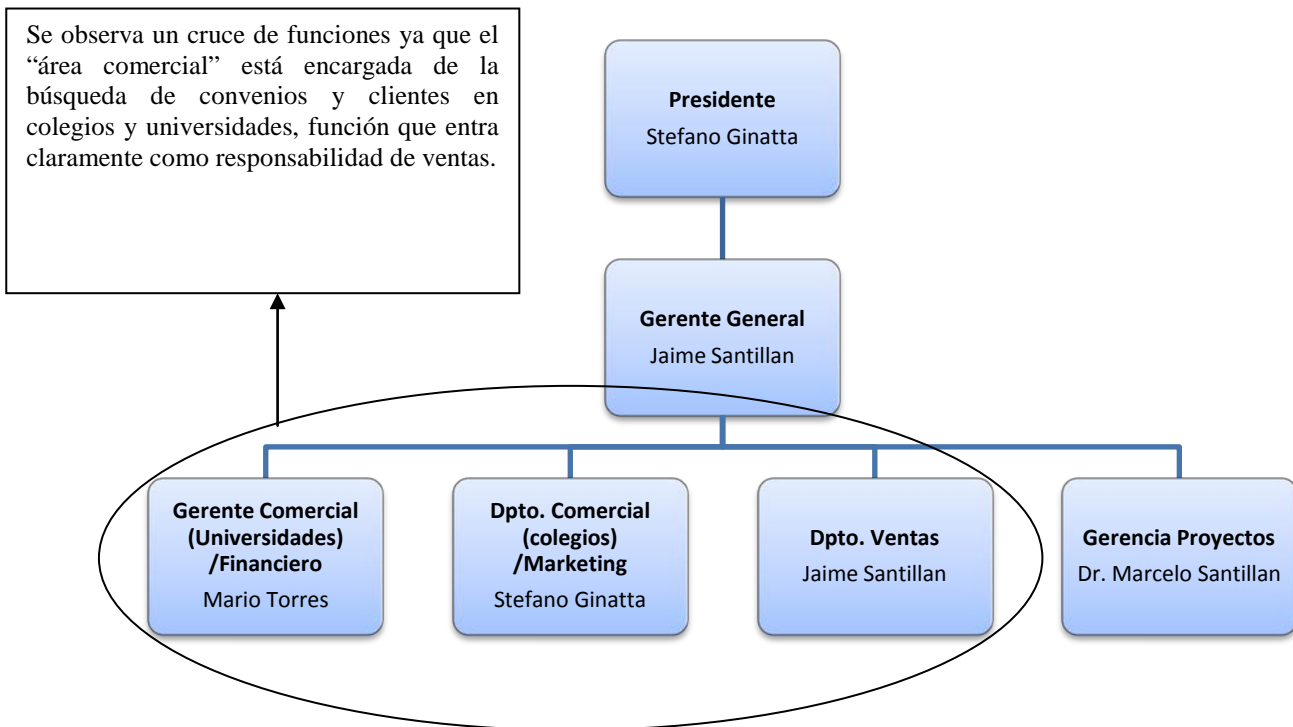 Se observa un cruce de funciones ya que el
“área comercial” está encargada de la
búsqueda de convenios y clientes en
colegios y universidades, función que entra
claramente como responsabilidad de ventas.
Presidente
Stefano Ginatta
Gerente General
Jaime Santillan
Gerente Comercial
(Universidades)
/Financiero
Mario Torres
Dpto. Comercial
(colegios)
/Marketing
Stefano Ginatta
Dpto. Ventas
Jaime Santillan
Gerencia Proyectos
Dr. Marcelo Santillan